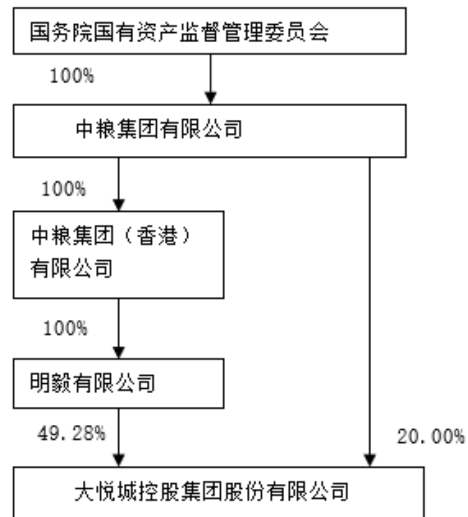 国务院国有资产监督管理委员会
100%
中粮集团有限公司
100%
中粮集团（香港）
有限公司
100%
明毅有限公司
49.28%
20.00%
大悦城控股集团股份有限公司